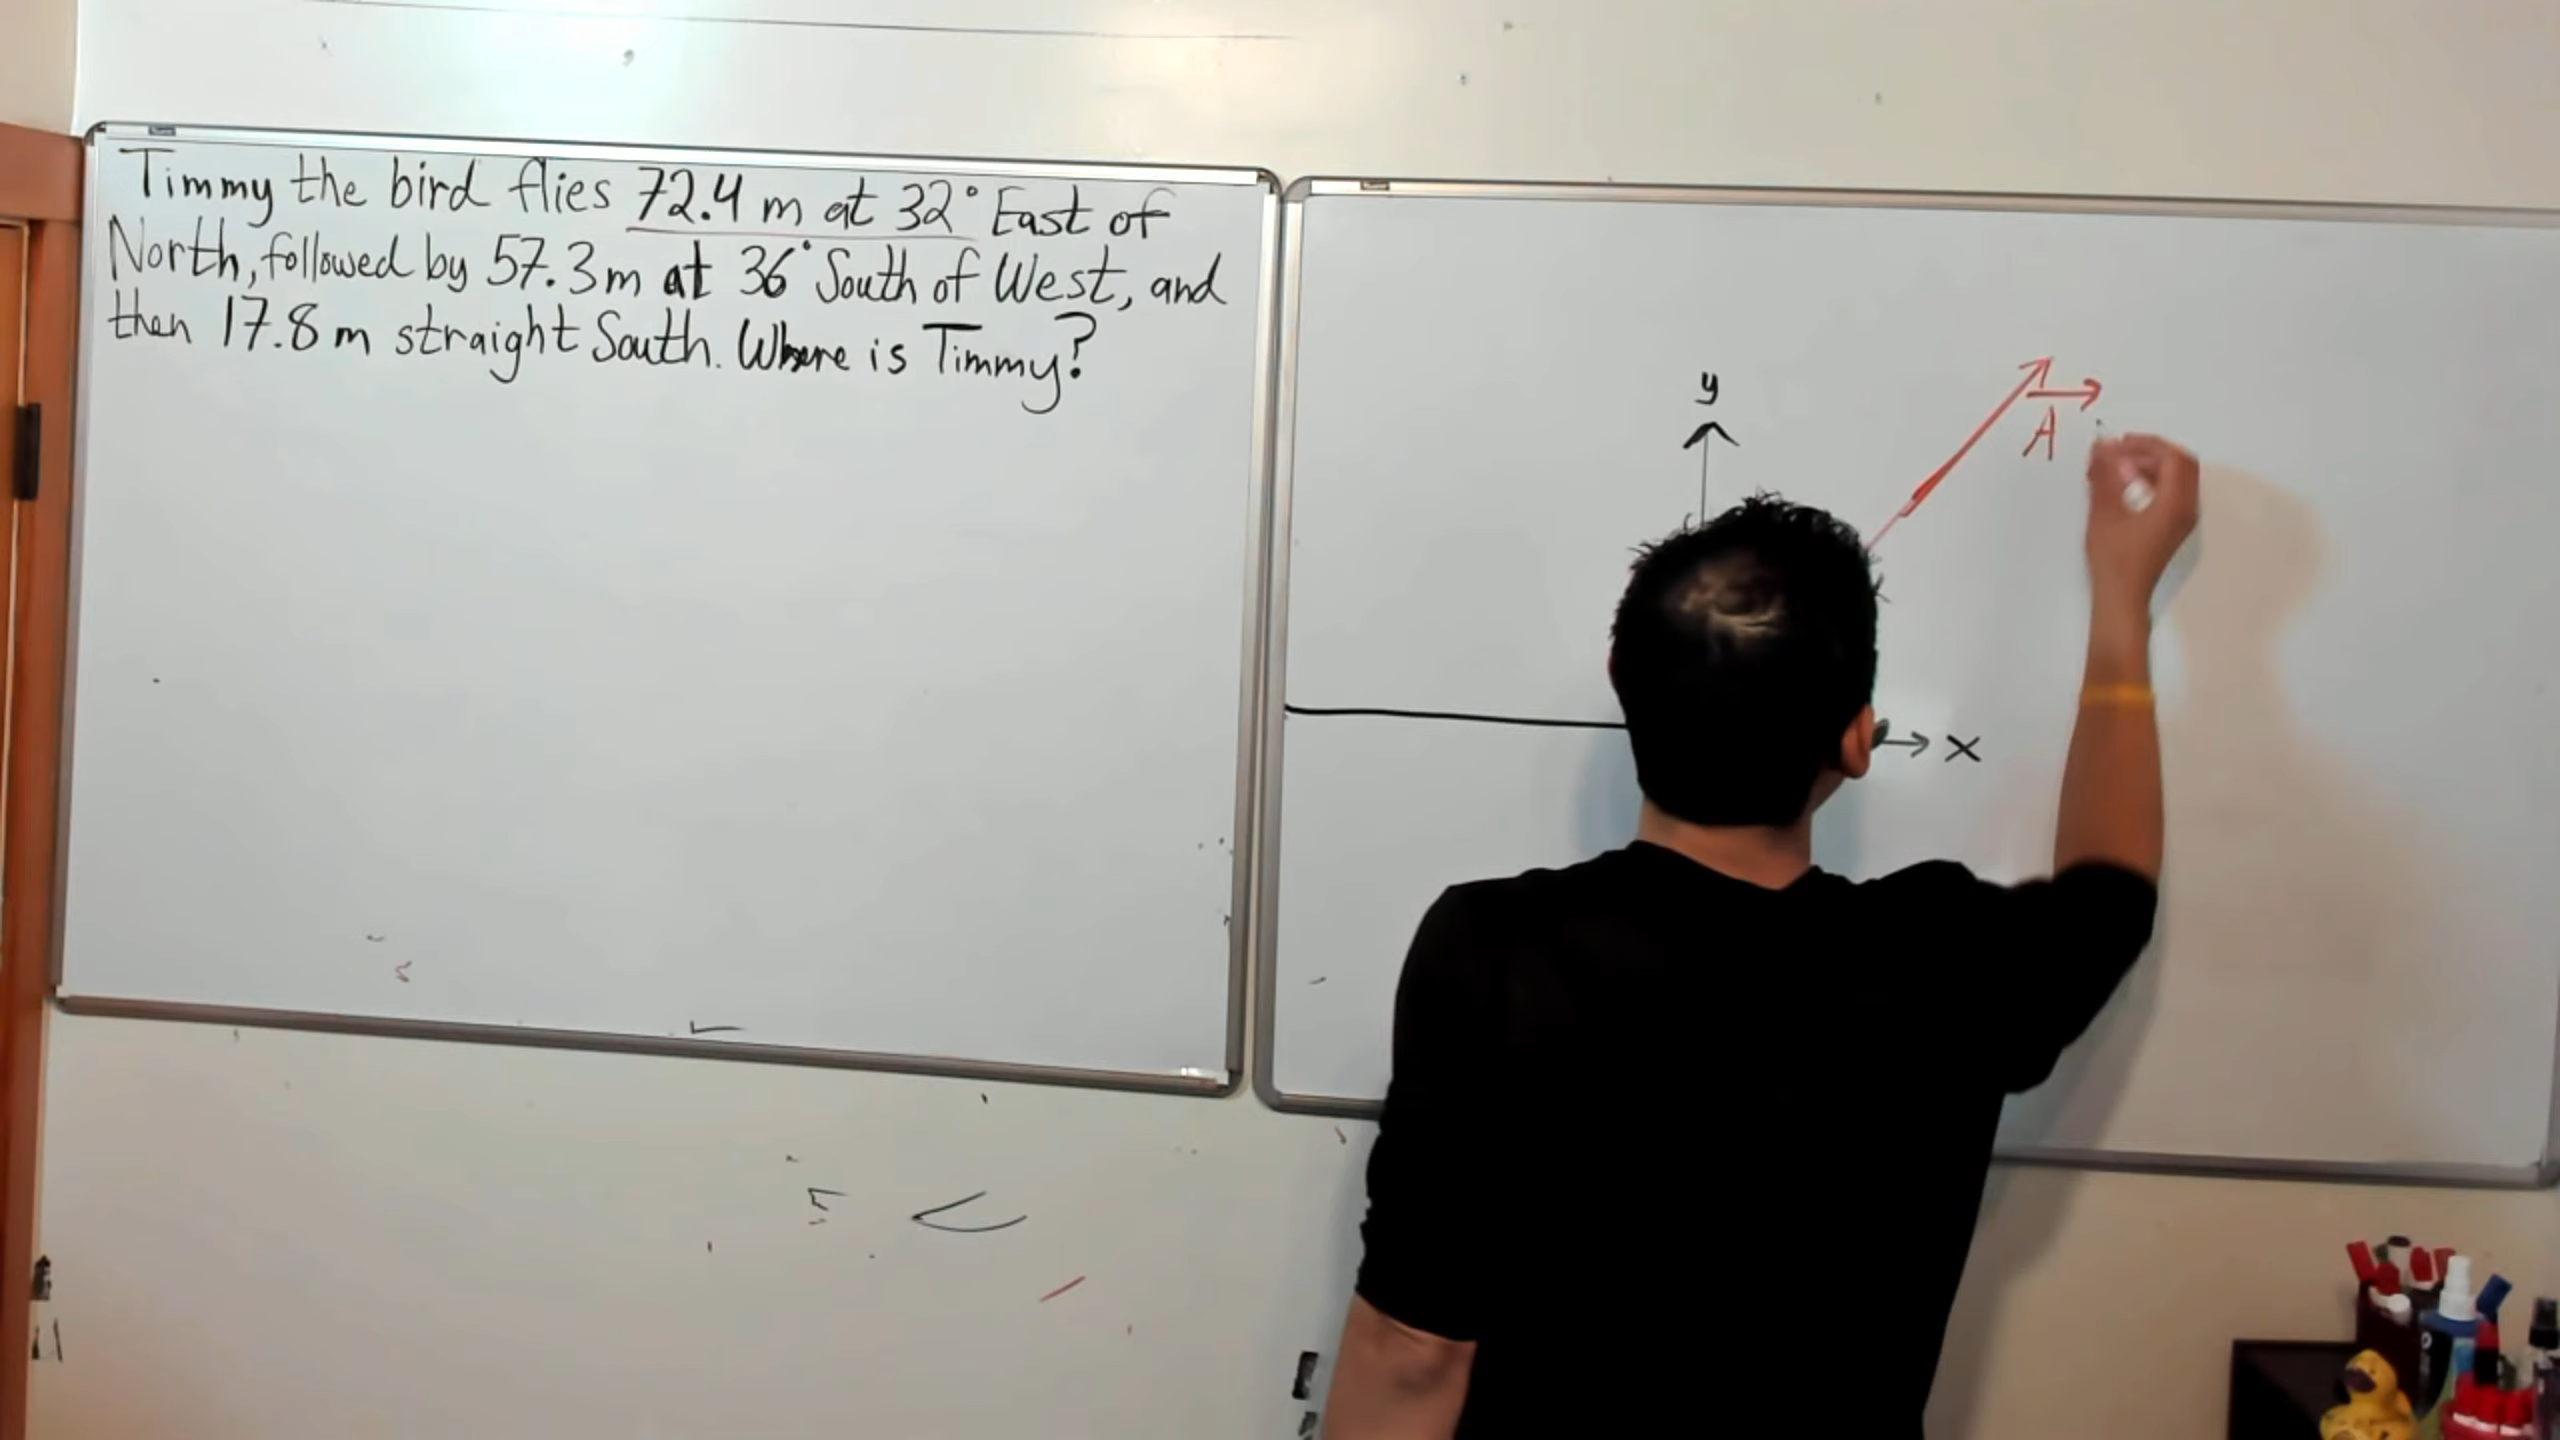 Timmy the bird flies 72.4 m at 32° East of
North, followed by 57.3 m at 36° South of West, and
then 17.8 m straight South. Where is Timmy?
y
A
x